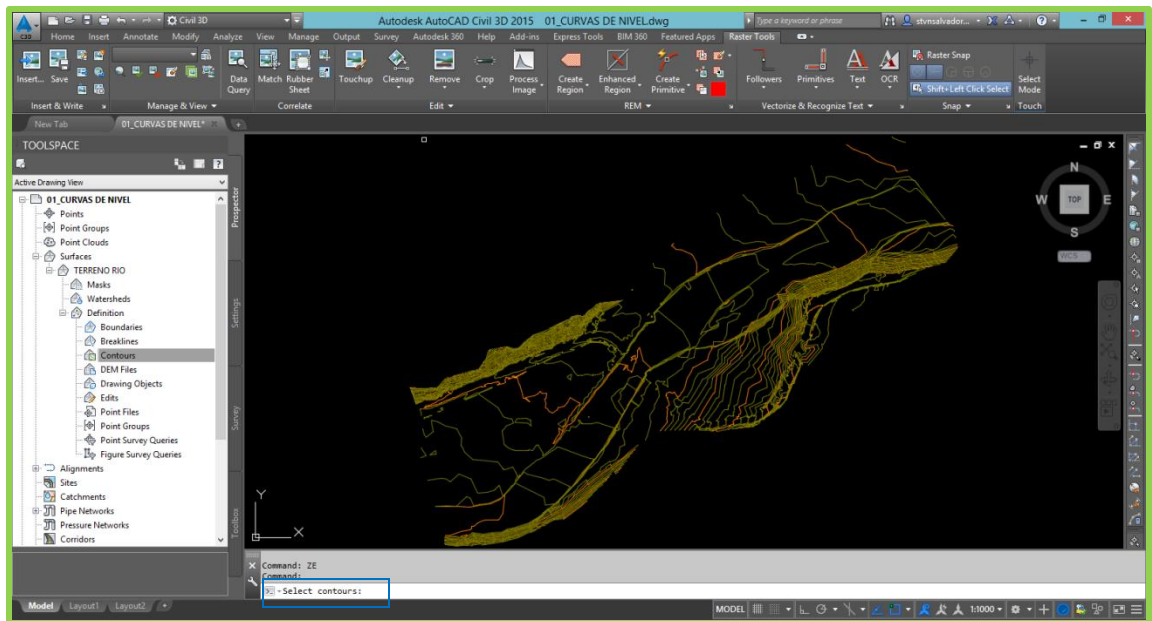 Civil 3D
Autodesk AutoCAD Civil 3D 2015 01_CURVAS DE NIVEL.dwg
Type a keyword or phrase
stvnsalvador...
C3D
Home Insert Annotate Modify Analyze View Manage Output Survey Autodesk 360 Help Add-ins Express Tools BIM 360 Featured Apps Raster Tools
Insert... Save
Data Query
Match
Rubber Sheet
Touchup Cleanup Remove Crop
Process Image
Create Region
Enhanced Region
Create Primitive
Followers Primitives Text OCR
Raster Snap
Shift+Left Click Select
Select Mode
Insert & Write Manage & View Correlate Edit REM Vectorize & Recognize Text Snap Touch
New Tab 01_CURVAS DE NIVEL*
TOOLSPACE
Active Drawing View
01_CURVAS DE NIVEL
Points
Point Groups
Point Clouds
Surfaces
TERRENO RIO
Masks
Watersheds
Definition
Boundaries
Breaklines
Contours
DEM Files
Drawing Objects
Edits
Point Files
Point Groups
Point Survey Queries
Figure Survey Queries
Alignments
Sites
Catchments
Pipe Networks
Pressure Networks
Corridors
Prospector
Settings
Survey
Toolbox
N
W TOP E
S
WCS
Y
X
Command: ZE
Command:
- Select contours:
Model Layout1 Layout2 +
MODEL
1:1000